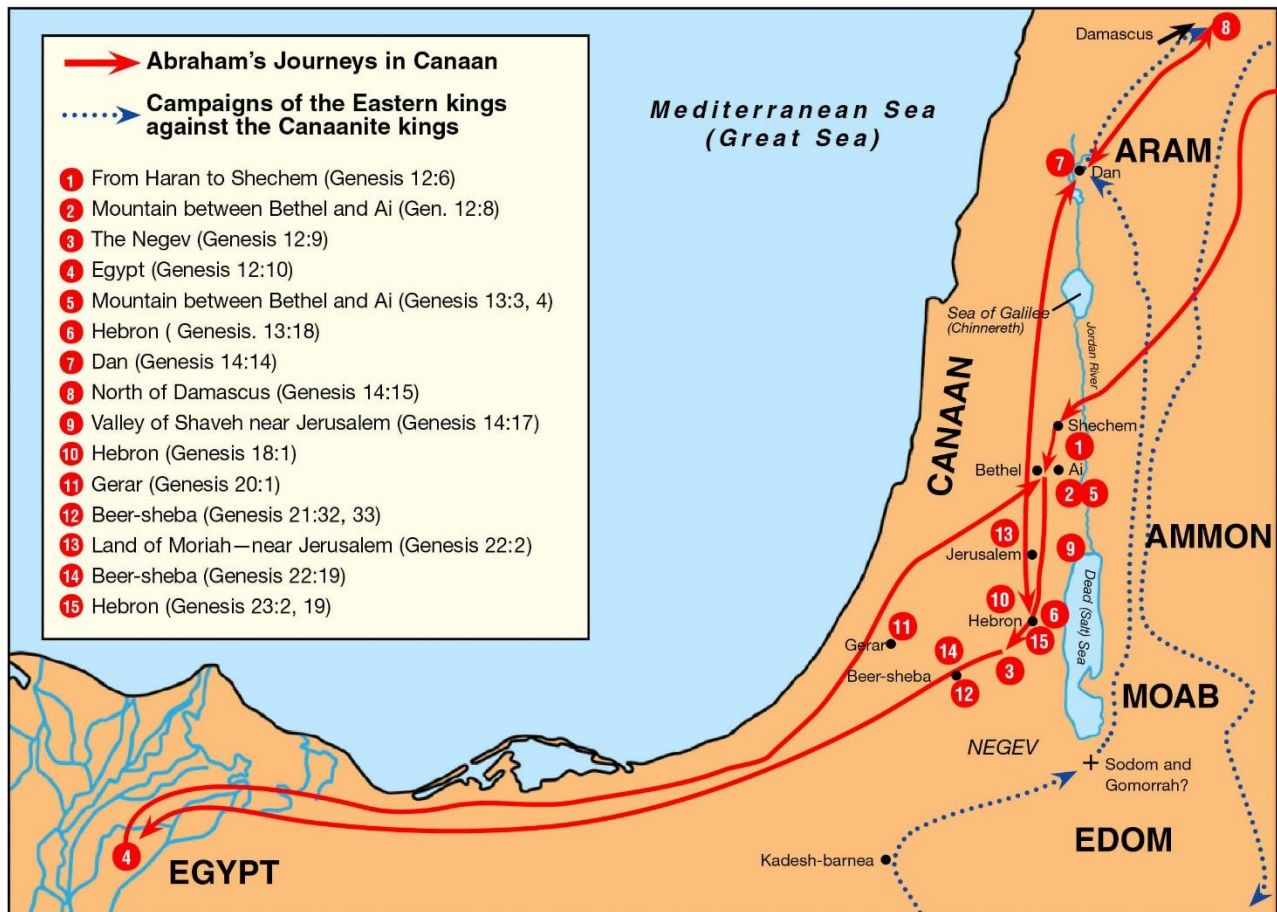 Abraham's Journeys in Canaan
Campaigns of the Eastern kings
against the Canaanite kings
1 From Haran to Shechem (Genesis 12:6)
2 Mountain between Bethel and Ai (Gen. 12:8)
3 The Negev (Genesis 12:9)
4 Egypt (Genesis 12:10)
5 Mountain between Bethel and Ai (Genesis 13:3, 4)
6 Hebron ( Genesis. 13:18)
7 Dan (Genesis 14:14)
8 North of Damascus (Genesis 14:15)
9 Valley of Shaveh near Jerusalem (Genesis 14:17)
10 Hebron (Genesis 18:1)
11 Gerar (Genesis 20:1)
12 Beer-sheba (Genesis 21:32, 33)
13 Land of Moriah—near Jerusalem (Genesis 22:2)
14 Beer-sheba (Genesis 22:19)
15 Hebron (Genesis 23:2, 19)
Mediterranean Sea
(Great Sea)
Damascus
8
ARAM
7
Dan
Sea of Galilee
(Chinnereth)
Jordan River
CANAAN
Shechem
1
Bethel
Ai
2 5
AMMON
13
Jerusalem
9
10
Hebron
6
Dead (Salt) Sea
11
Gerar
15
14
3
Beer-sheba
12
MOAB
NEGEV
Sodom and
Gomorrah?
EDOM
Kadesh-barnea
4
EGYPT